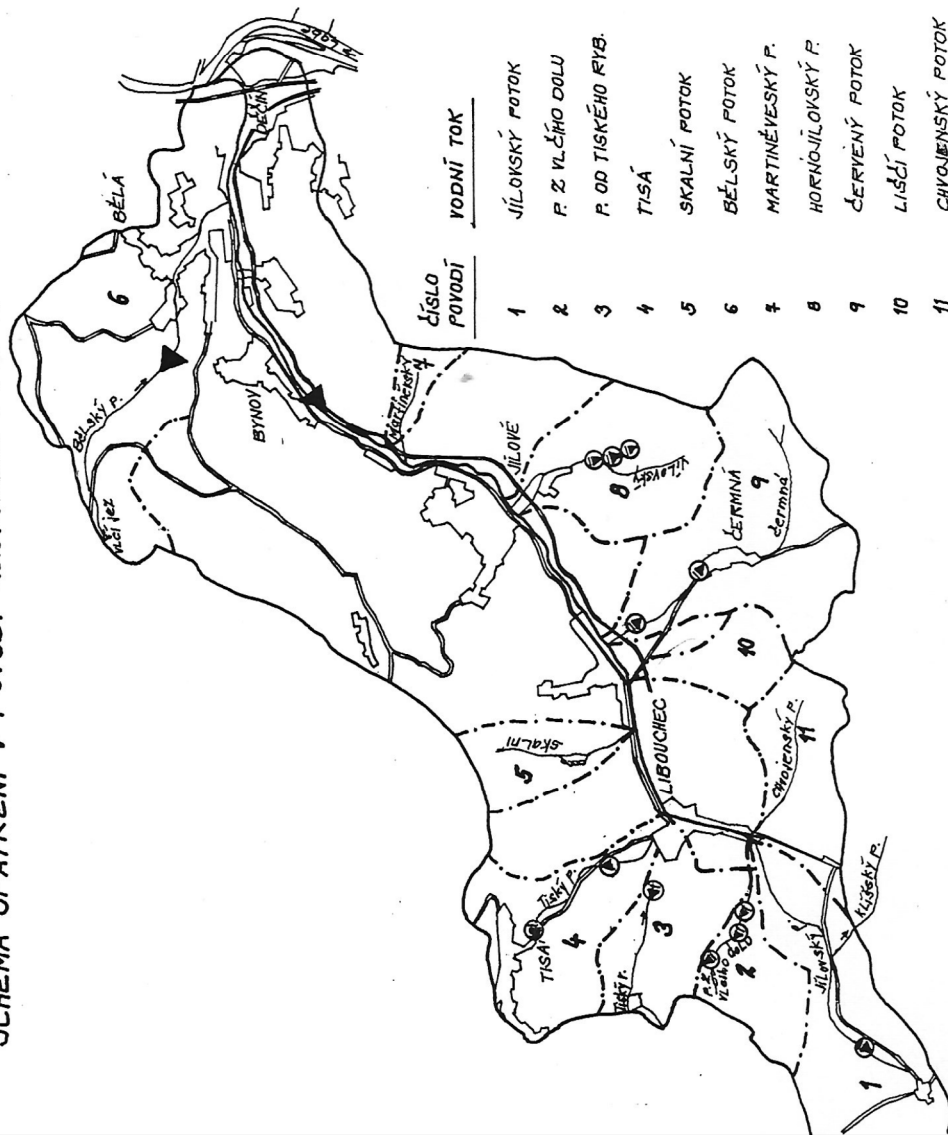 SCHEMA OPATŘENÍ V POVODÍ
ČÍSLO POVODÍ VODNÍ TOK
1 JÍLOVSKÝ POTOK
2 P. Z VLČÍHO DOLU
3 P. OD TISKÉHO RYB.
4 TISÁ
5 SKALNÍ POTOK
6 BĚLSKÝ POTOK
7 MARTINĚVESKÝ P.
8 HORNOJÍLOVSKÝ P.
9 ČERVENÝ POTOK
10 LIŠČÍ POTOK
11 CHVOJENSKÝ POTOK
DĚČÍN
BĚLÁ
6
Bělský p.
Vlčí jez
BYNOV
Martiněveský
7
JÍLOVÉ
8
Jílovský
ČERMNÁ
9
čermná
10
LIBOUCHEC
Chvojenský p.
11
Skalní
5
Tiský p.
TISÁ
4
Tiský p.
3
P. Z
Vlčího dolu
2
Jílovský
Klíšský p.
1